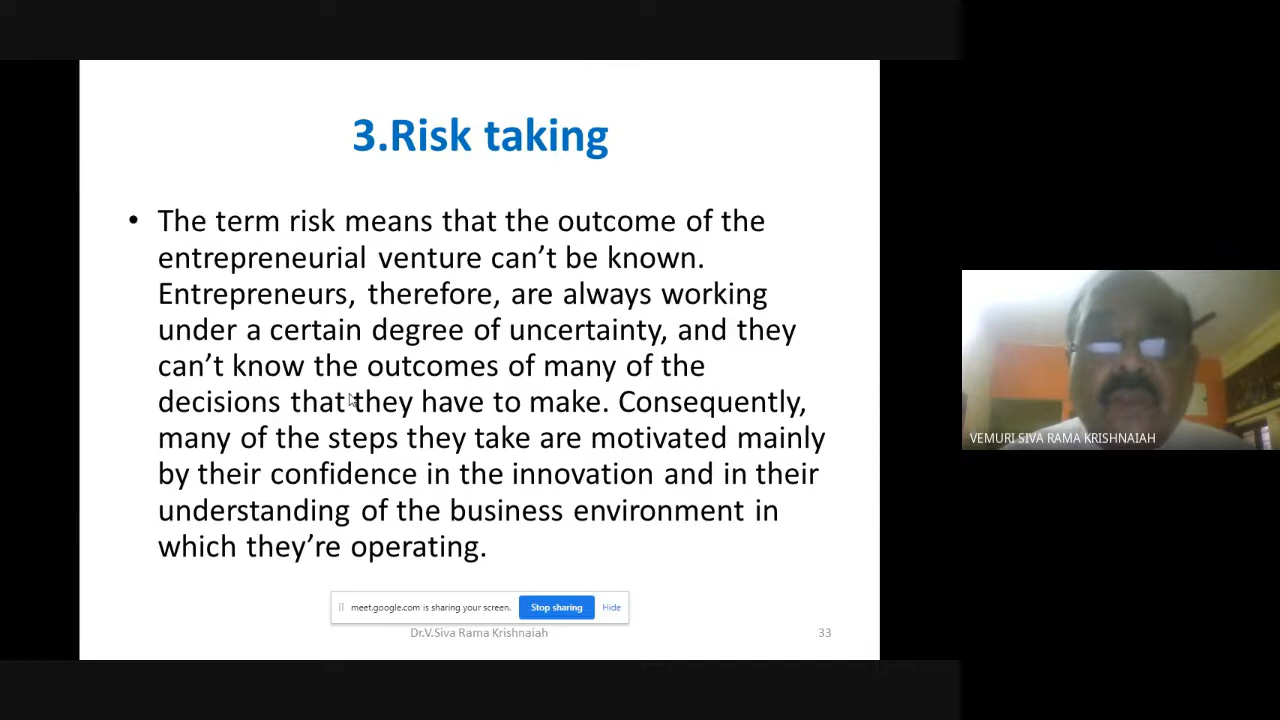 3.Risk taking
• The term risk means that the outcome of the
entrepreneurial venture can’t be known.
Entrepreneurs, therefore, are always working
under a certain degree of uncertainty, and they
can’t know the outcomes of many of the
decisions that they have to make. Consequently,
many of the steps they take are motivated mainly
by their confidence in the innovation and in their
understanding of the business environment in
which they’re operating.
VEMURI SIVA RAMA KRISHNAIAH
meet.google.com is sharing your screen. Stop sharing Hide
Dr.V.Siva Rama Krishnaiah 33